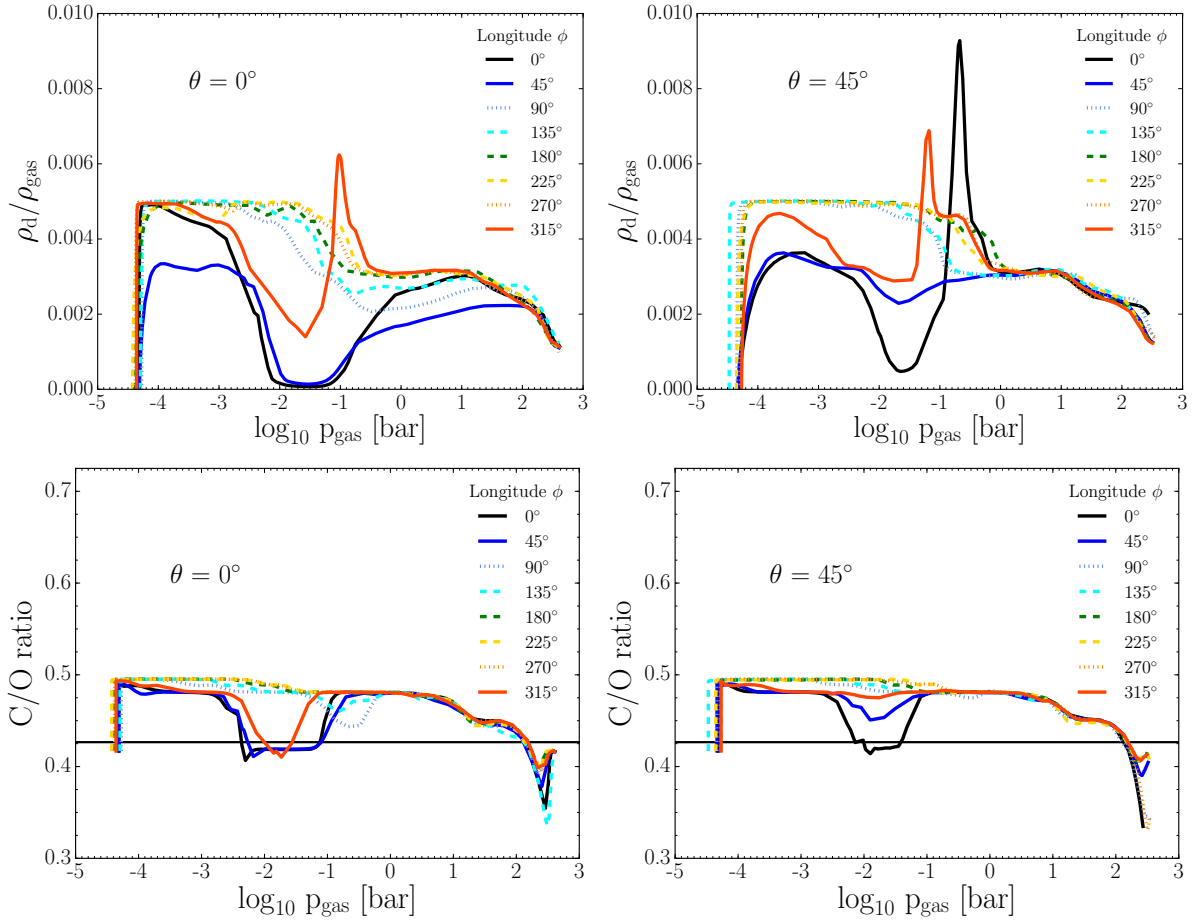 0.010
0.008
0.006
0.004
0.002
0.000
ρd/ρgas
θ = 0°
Longitude ϕ
0°
45°
90°
135°
180°
225°
270°
315°
-5 -4 -3 -2 -1 0 1 2 3
log10 pgas [bar]
0.010
0.008
0.006
0.004
0.002
0.000
ρd/ρgas
θ = 45°
Longitude ϕ
0°
45°
90°
135°
180°
225°
270°
315°
-5 -4 -3 -2 -1 0 1 2 3
log10 pgas [bar]
0.7
0.6
0.5
0.4
0.3
C/O ratio
θ = 0°
Longitude ϕ
0°
45°
90°
135°
180°
225°
270°
315°
-5 -4 -3 -2 -1 0 1 2 3
log10 pgas [bar]
0.7
0.6
0.5
0.4
0.3
C/O ratio
θ = 45°
Longitude ϕ
0°
45°
90°
135°
180°
225°
270°
315°
-5 -4 -3 -2 -1 0 1 2 3
log10 pgas [bar]